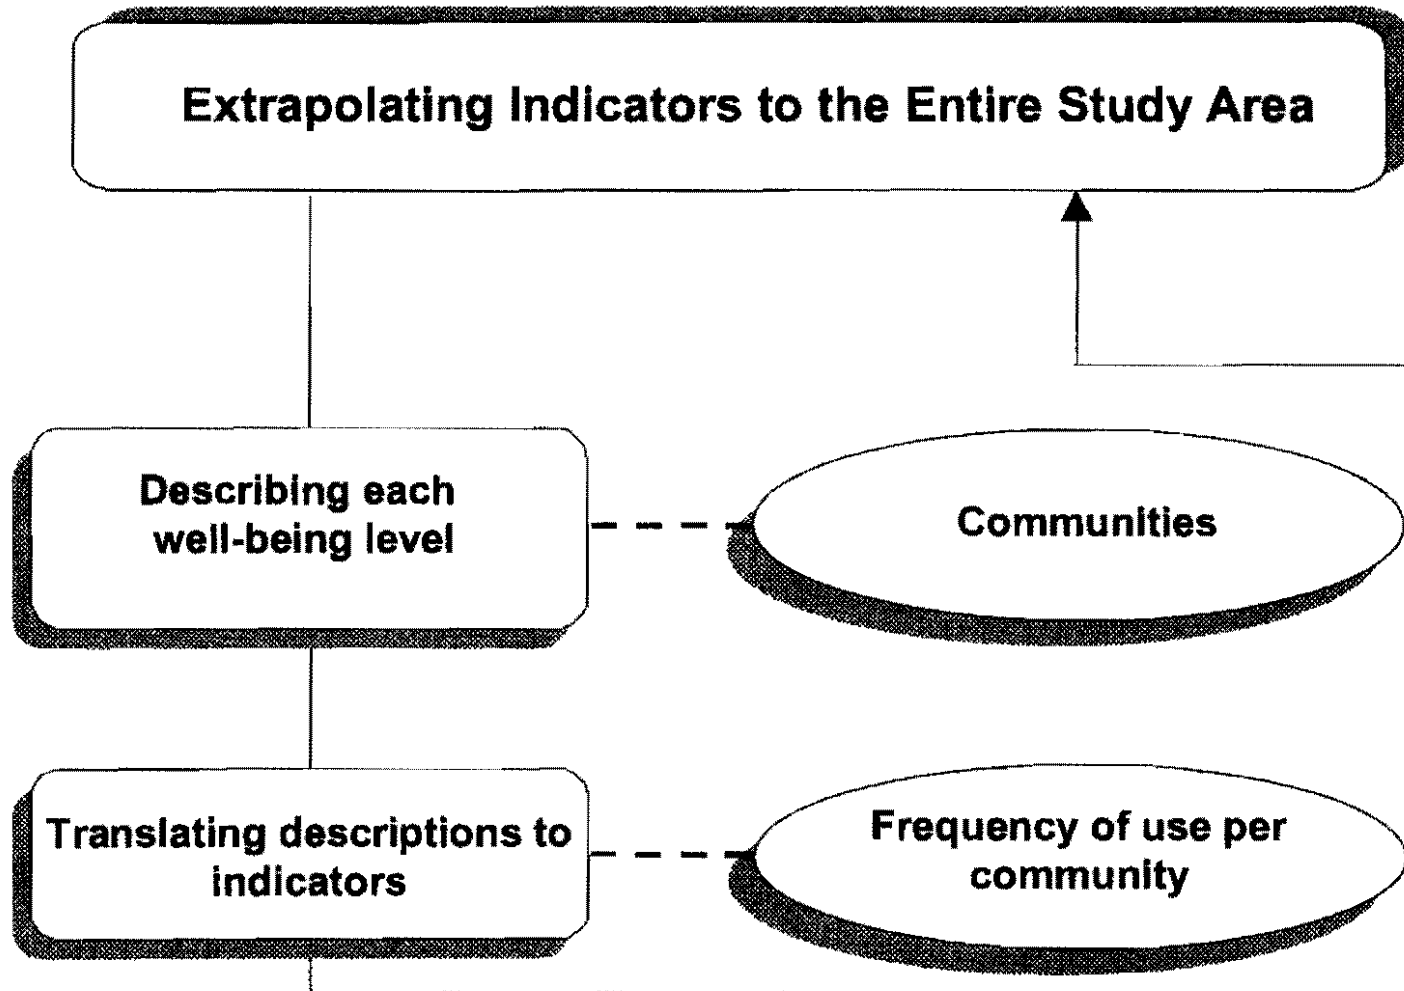 Extrapolating Indicators to the Entire Study Area
Describing each
well-being level
Communities
Translating descriptions to
indicators
Frequency of use per
community